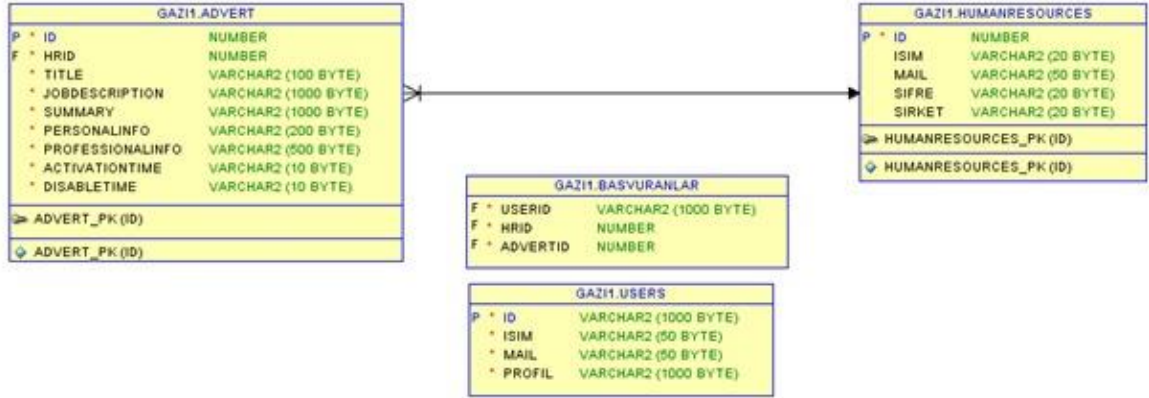 GAZI1.ADVERT
P * ID NUMBER
F * HRID NUMBER
* TITLE VARCHAR2 (100 BYTE)
* JOBDESCRIPTION VARCHAR2 (1000 BYTE)
* SUMMARY VARCHAR2 (1000 BYTE)
* PERSONALINFO VARCHAR2 (200 BYTE)
* PROFESSIONALINFO VARCHAR2 (500 BYTE)
* ACTIVATIONTIME VARCHAR2 (10 BYTE)
* DISABLETIME VARCHAR2 (10 BYTE)
ADVERT_PK (ID)
ADVERT_PK (ID)
GAZI1.HUMANRESOURCES
P * ID NUMBER
ISIM VARCHAR2 (20 BYTE)
MAIL VARCHAR2 (50 BYTE)
SIFRE VARCHAR2 (20 BYTE)
SIRKET VARCHAR2 (20 BYTE)
HUMANRESOURCES_PK (ID)
HUMANRESOURCES_PK (ID)
GAZI1.BASVURANLAR
F * USERID VARCHAR2 (1000 BYTE)
F * HRID NUMBER
F * ADVERTID NUMBER
GAZI1.USERS
P * ID VARCHAR2 (1000 BYTE)
* ISIM VARCHAR2 (50 BYTE)
* MAIL VARCHAR2 (50 BYTE)
* PROFIL VARCHAR2 (1000 BYTE)